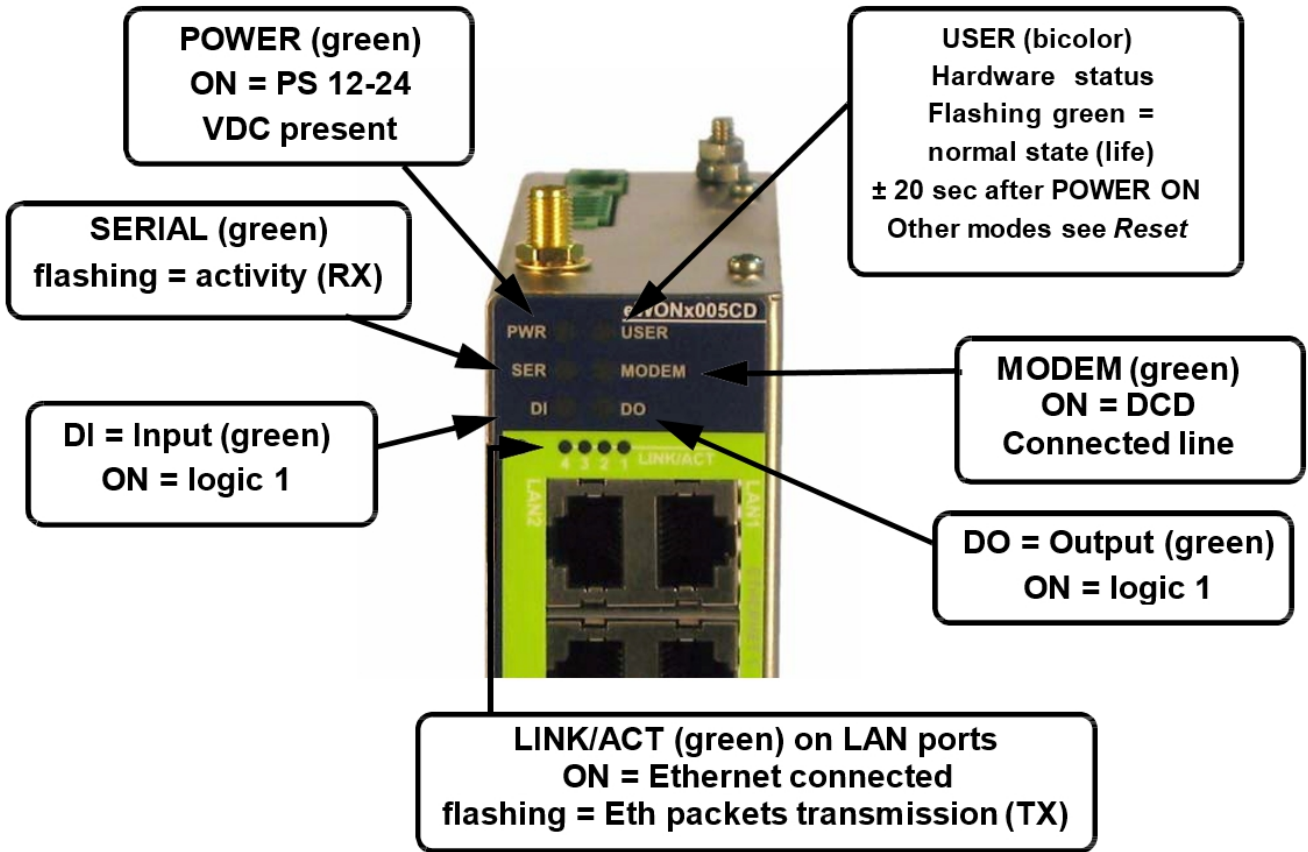 POWER (green)
ON = PS 12-24
VDC present
USER (bicolor)
Hardware status
Flashing green =
normal state (life)
± 20 sec after POWER ON
Other modes see Reset
SERIAL (green)
flashing = activity (RX)
eWONx005CD
PWR USER
SER MODEM
DI DO
MODEM (green)
ON = DCD
Connected line
DI = Input (green)
ON = logic 1
4 3 2 1 LINK/ACT
LAN2
LAN1
DO = Output (green)
ON = logic 1
LINK/ACT (green) on LAN ports
ON = Ethernet connected
flashing = Eth packets transmission (TX)